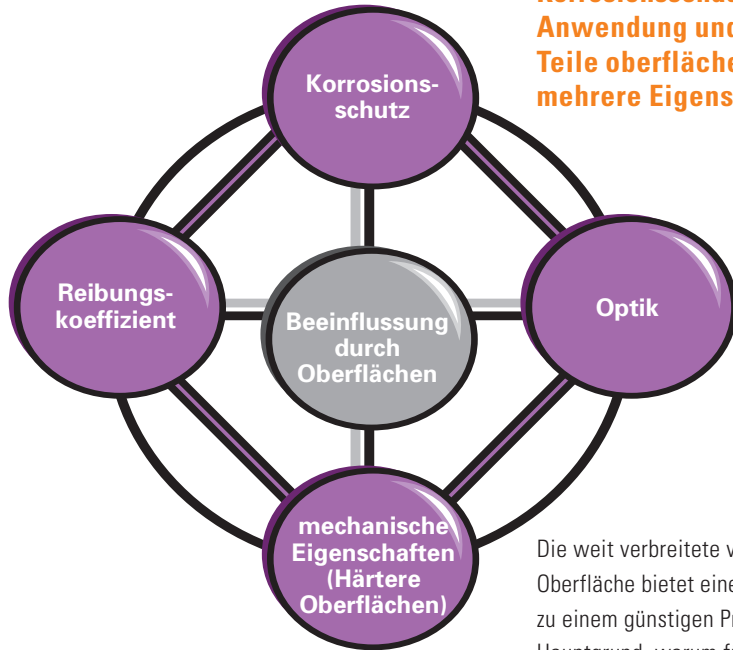 Anwendung und
Teile oberfläche
mehrere Eigens
Korrosions-
schutz
Reibungs-
koeffizient
Beeinflussung
durch
Oberflächen
Optik
mechanische
Eigenschaften
(Härtere
Oberflächen)
Die weit verbreitete v
Oberfläche bietet eine
zu einem günstigen Pr